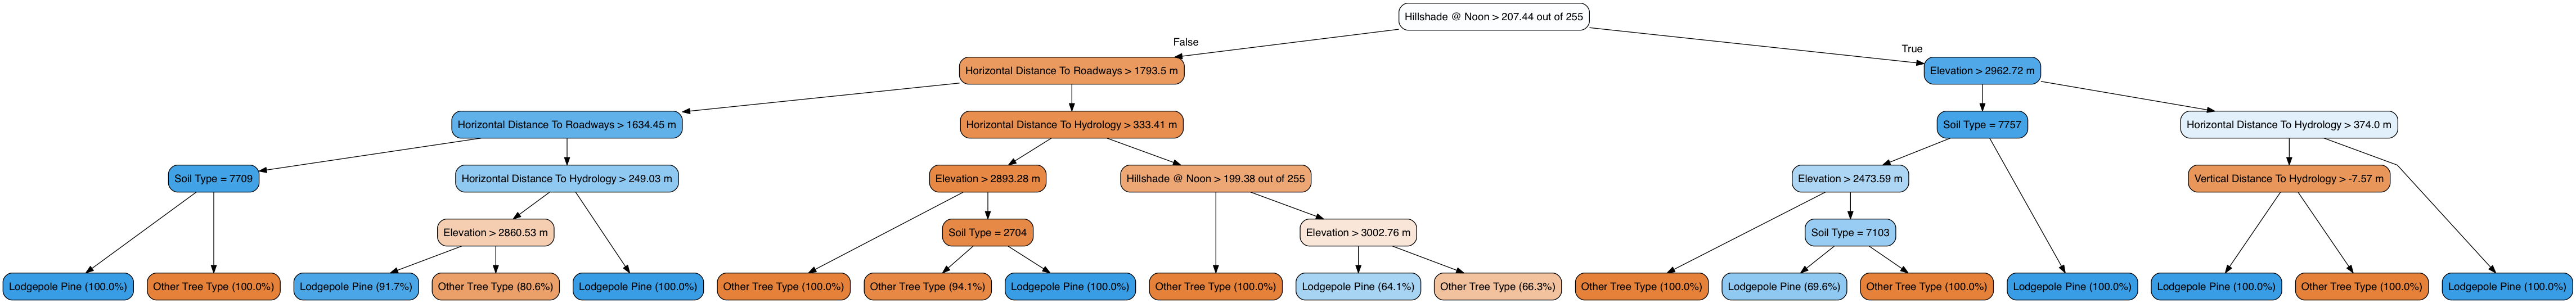 Hillshade @ Noon > 207.44 out of 255
False
True
Horizontal Distance To Roadways > 1793.5 m
Elevation > 2962.72 m
Horizontal Distance To Roadways > 1634.45 m
Horizontal Distance To Hydrology > 333.41 m
Soil Type = 7757
Horizontal Distance To Hydrology > 374.0 m
Soil Type = 7709
Horizontal Distance To Hydrology > 249.03 m
Elevation > 2893.28 m
Hillshade @ Noon > 199.38 out of 255
Elevation > 2473.59 m
Vertical Distance To Hydrology > -7.57 m
Elevation > 2860.53 m
Soil Type = 2704
Elevation > 3002.76 m
Soil Type = 7103
Lodgepole Pine (100.0%)
Other Tree Type (100.0%)
Lodgepole Pine (91.7%)
Other Tree Type (80.6%)
Lodgepole Pine (100.0%)
Other Tree Type (100.0%)
Other Tree Type (94.1%)
Lodgepole Pine (100.0%)
Other Tree Type (100.0%)
Lodgepole Pine (64.1%)
Other Tree Type (66.3%)
Other Tree Type (100.0%)
Lodgepole Pine (69.6%)
Other Tree Type (100.0%)
Lodgepole Pine (100.0%)
Lodgepole Pine (100.0%)
Other Tree Type (100.0%)
Lodgepole Pine (100.0%)